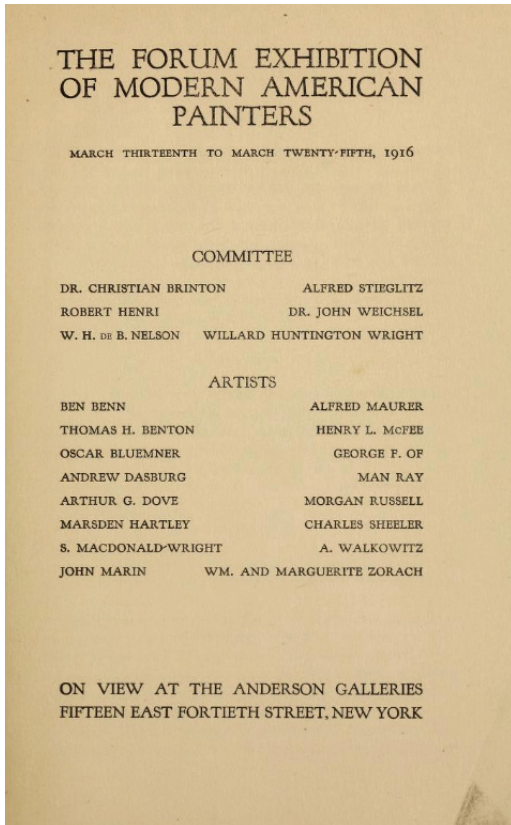 THE FORUM EXHIBITION
OF MODERN AMERICAN
PAINTERS
MARCH THIRTEENTH TO MARCH TWENTY-FIFTH, 1916
COMMITTEE
DR. CHRISTIAN BRINTON ALFRED STIEGLITZ
ROBERT HENRI DR. JOHN WEICHSEL
W. H. DE B. NELSON WILLARD HUNTINGTON WRIGHT
ARTISTS
BEN BENN ALFRED MAURER
THOMAS H. BENTON HENRY L. McFEE
OSCAR BLUEMNER GEORGE F. OF
ANDREW DASBURG MAN RAY
ARTHUR G. DOVE MORGAN RUSSELL
MARSDEN HARTLEY CHARLES SHEELER
S. MACDONALD-WRIGHT A. WALKOWITZ
JOHN MARIN WM. AND MARGUERITE ZORACH
ON VIEW AT THE ANDERSON GALLERIES
FIFTEEN EAST FORTIETH STREET, NEW YORK